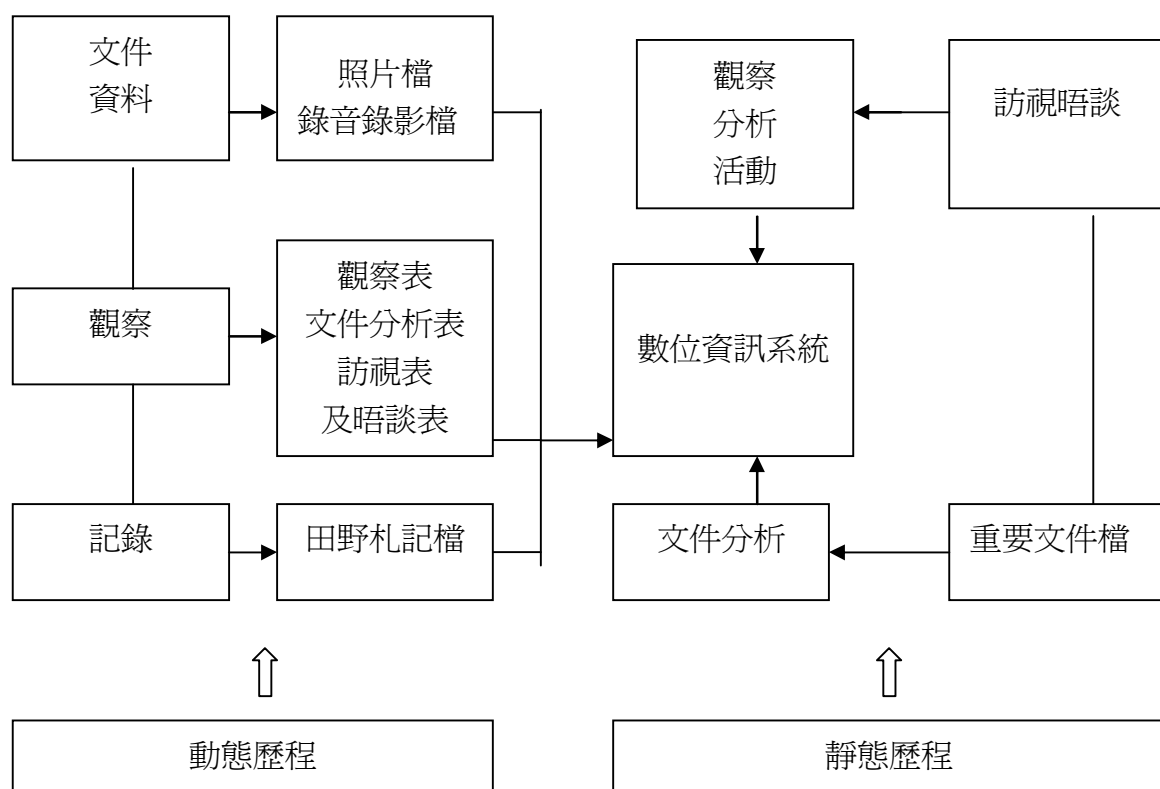 文件
資料
照片檔
錄音錄影檔
觀察
分析
活動
訪視晤談
觀察
觀察表
文件分析表
訪視表
及晤談表
數位資訊系統
記錄
田野札記檔
文件分析
重要文件檔
動態歷程
靜態歷程